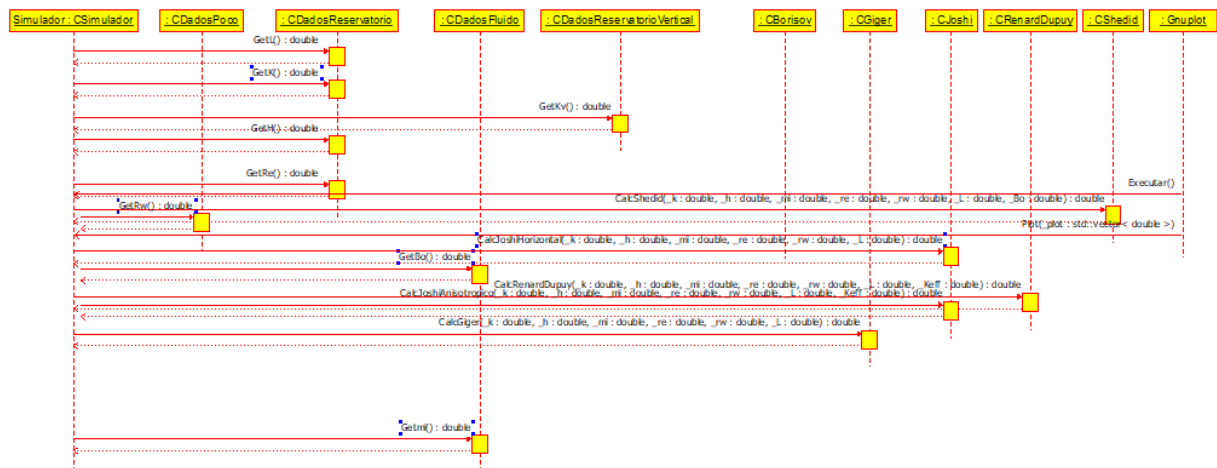 Simulador : CSimulador
: CDadosPoco
: CDadosReservatorio
: CDadosFluido
: CDadosReservatorioVertical
: CBorisov
: CGiger
: CJoshi
: CRenardDupuy
: CShedid
: Gnuplot
GetL() : double
GetK() : double
GetKv() : double
GetH() : double
GetRe() : double
Executar()
CalcShedid(_k : double, _h : double, _mi : double, _re : double, _rw : double, _L : double, _Bo : double) : double
GetRw() : double
Plot(_plot : std::vector< double >)
CalcJoshiHorizontal(_k : double, _h : double, _mi : double, _re : double, _rw : double, _L : double) : double
GetBo() : double
CalcRenardDupuy(_k : double, _h : double, _mi : double, _re : double, _rw : double, _L : double, _Keff : double) : double
CalcJoshiAnisotropico(_k : double, _h : double, _mi : double, _re : double, _rw : double, _L : double, _Keff : double) : double
CalcGiger(_k : double, _h : double, _mi : double, _re : double, _rw : double, _L : double) : double
Getmi() : double